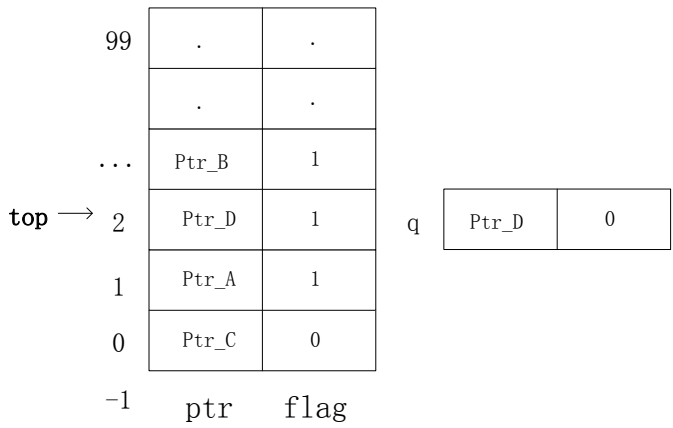 99 . .
. .
... Ptr_B 1
top → 2 Ptr_D 1 q Ptr_D 0
1 Ptr_A 1
0 Ptr_C 0
-1 ptr flag